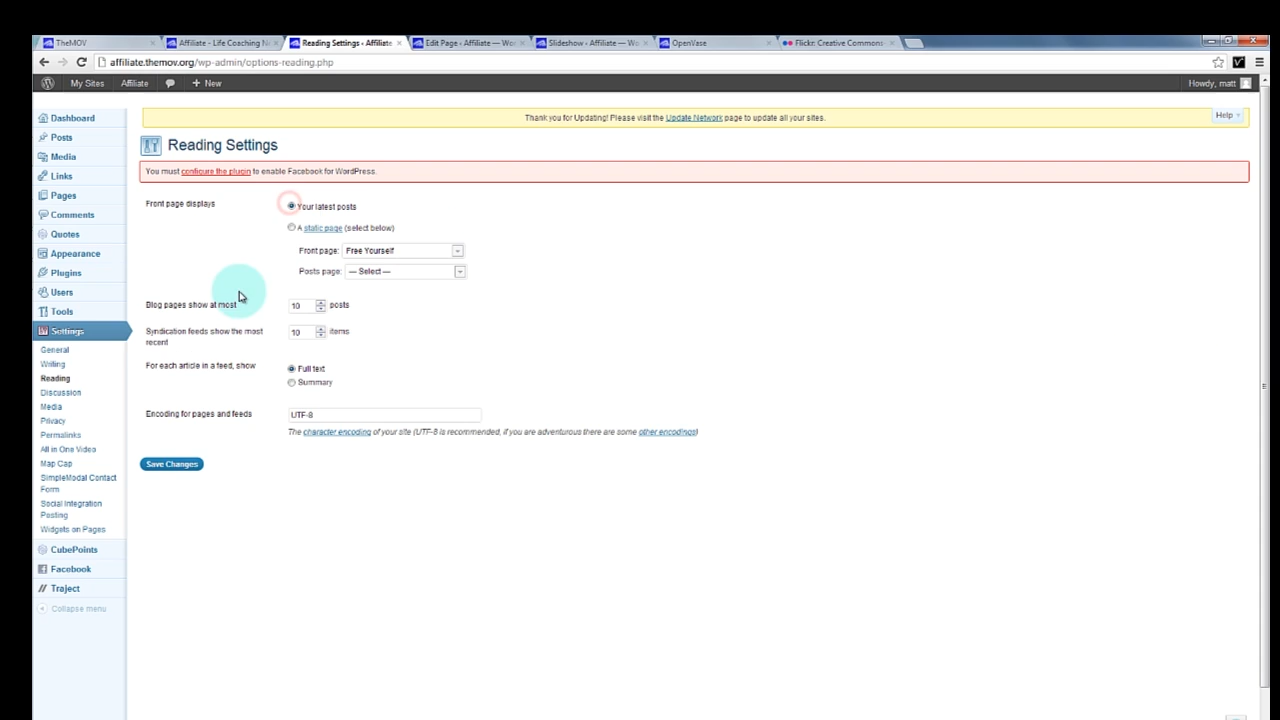 TheMOV
Affiliate - Life Coaching N
Reading Settings - Affiliate
Edit Page ‹ Affiliate — Wor
Slideshow ‹ Affiliate — Wo
OpenVase
Flickr: Creative Commons
affiliate.themov.org/wp-admin/options-reading.php
My Sites
Affiliate
+ New
Howdy, matt
Dashboard
Posts
Media
Links
Pages
Comments
Quotes
Appearance
Plugins
Users
Tools
Settings
General
Writing
Reading
Discussion
Media
Privacy
Permalinks
All in One Video
Map Cap
SimpleModal Contact
Form
Social Integration
Posting
Widgets on Pages
CubePoints
Facebook
Traject
Collapse menu
Thank you for Updating! Please visit the Update Network page to update all your sites.
Help
Reading Settings
You must configure the plugin to enable Facebook for WordPress.
Front page displays
Your latest posts
A static page (select below)
Front page: Free Yourself
Posts page: — Select —
Blog pages show at most
10 posts
Syndication feeds show the most
recent
10 items
For each article in a feed, show
Full text
Summary
Encoding for pages and feeds
UTF-8
The character encoding of your site (UTF-8 is recommended, if you are adventurous there are some other encodings)
Save Changes